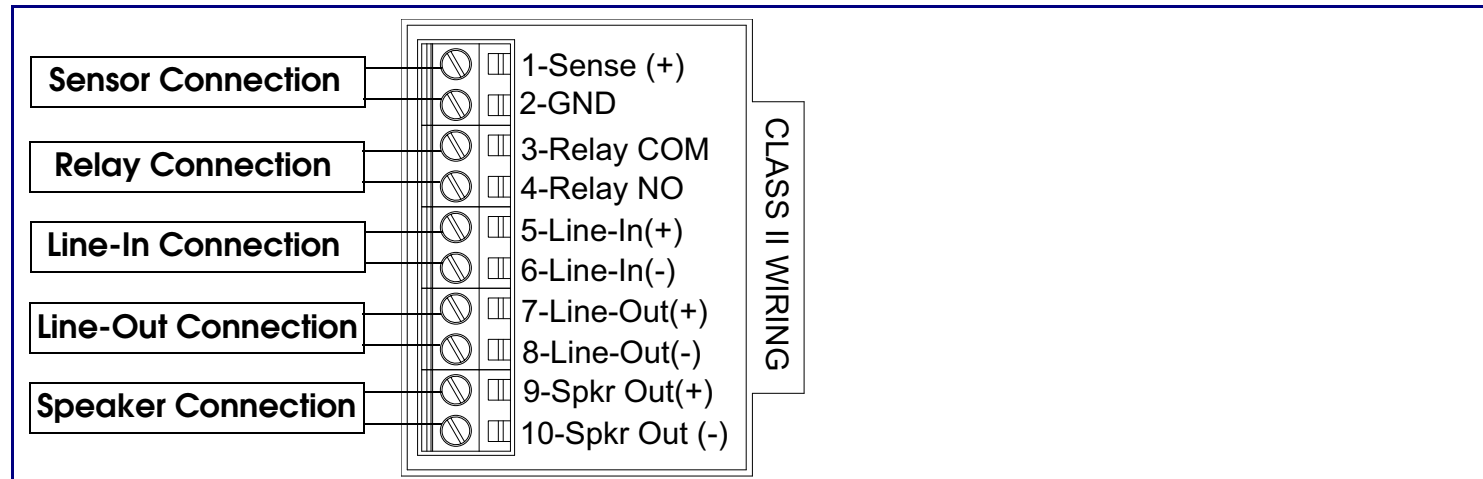 Sensor Connection
1-Sense (+)
2-GND
Relay Connection
3-Relay COM
4-Relay NO
Line-In Connection
5-Line-In(+)
6-Line-In(-)
Line-Out Connection
7-Line-Out(+)
8-Line-Out(-)
Speaker Connection
9-Spkr Out(+)
10-Spkr Out (-)
CLASS II WIRING